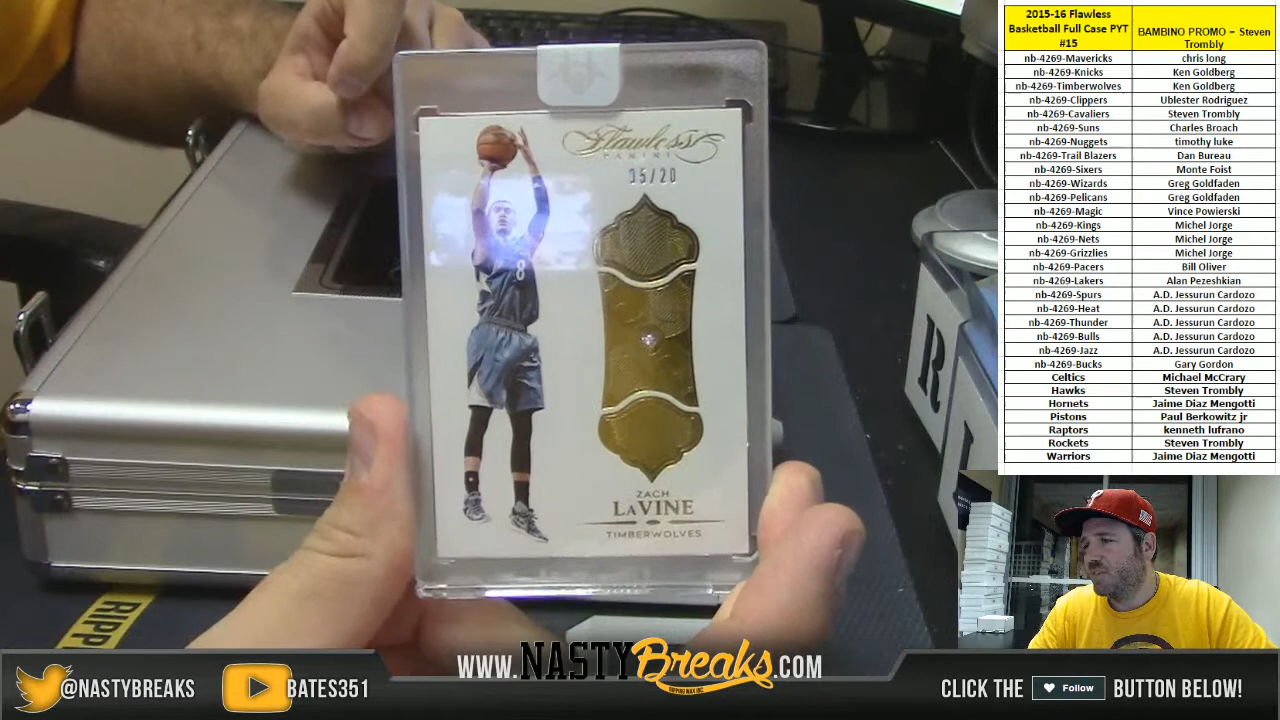 Flawless
PANINI
8
ZACH
LAVINE
TIMBERWOLVES
RIPP
R
2015-16 Flawless
Basketball Full Case PYT
#15
BAMBINO PROMO – Steven
Trombly
nb-4269-Mavericks chris long
nb-4269-Knicks Ken Goldberg
nb-4269-Timberwolves Ken Goldberg
nb-4269-Clippers Ublester Rodriguez
nb-4269-Cavaliers Steven Trombly
nb-4269-Suns Charles Broach
nb-4269-Nuggets timothy luke
nb-4269-Trail Blazers Dan Bureau
nb-4269-Sixers Monte Foist
nb-4269-Wizards Greg Goldfaden
nb-4269-Pelicans Greg Goldfaden
nb-4269-Magic Vince Powierski
nb-4269-Kings Michel Jorge
nb-4269-Nets Michel Jorge
nb-4269-Grizzlies Michel Jorge
nb-4269-Pacers Bill Oliver
nb-4269-Lakers Alan Pezeshkian
nb-4269-Spurs A.D. Jessurun Cardozo
nb-4269-Heat A.D. Jessurun Cardozo
nb-4269-Thunder A.D. Jessurun Cardozo
nb-4269-Bulls A.D. Jessurun Cardozo
nb-4269-Jazz A.D. Jessurun Cardozo
nb-4269-Bucks Gary Gordon
Celtics Michael McCrary
Hawks Steven Trombly
Hornets Jaime Diaz Mengotti
Pistons Paul Berkowitz jr
Raptors kenneth lufrano
Rockets Steven Trombly
Warriors Jaime Diaz Mengotti
@NASTYBREAKS
BATES351
WWW.NASTYBreaks.COM
RIPPING WAX INC
CLICK THE Follow BUTTON BELOW!